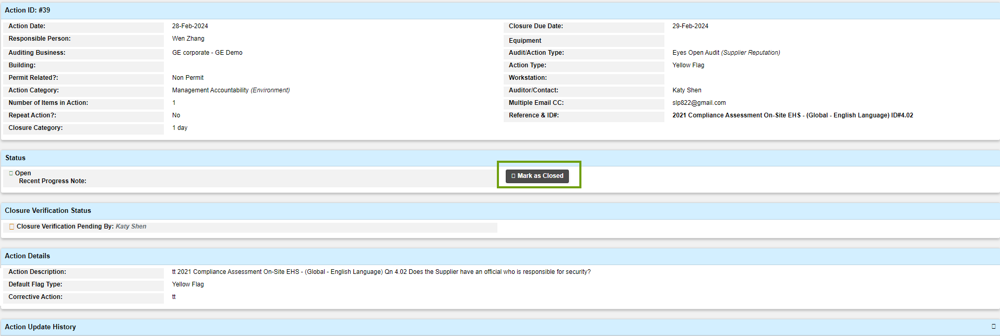 Action ID: #39
Action Date: 28-Feb-2024 Closure Due Date: 29-Feb-2024
Responsible Person: Wen Zhang Equipment
Auditing Business: GE corporate - GE Demo Audit/Action Type: Eyes Open Audit (Supplier Reputation)
Building: Action Type: Yellow Flag
Permit Related?: Non Permit Workstation:
Action Category: Management Accountability (Environment) Auditor/Contact: Katy Shen
Number of Items in Action: 1 Multiple Email CC: slp822@gmail.com
Repeat Action?: No Reference & ID#: 2021 Compliance Assessment On-Site EHS - (Global - English Language) ID#4.02
Closure Category: 1 day
Status
Open Mark as Closed
Recent Progress Note:
Closure Verification Status
Closure Verification Pending By: Katy Shen
Action Details
Action Description: tt 2021 Compliance Assessment On-Site EHS - (Global - English Language) Qn 4.02 Does the Supplier have an official who is responsible for security?
Default Flag Type: Yellow Flag
Corrective Action: tt
Action Update History